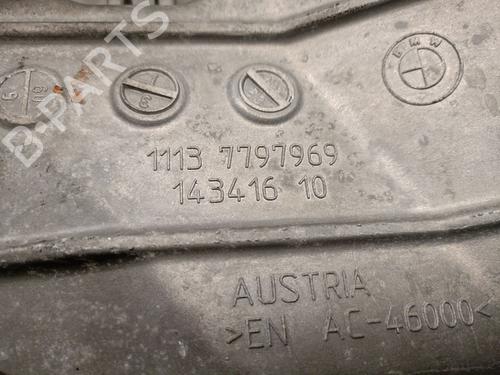 B-PARTS
BMW
1113 7797969
143416 10
AUSTRIA
>EN AC-46000<